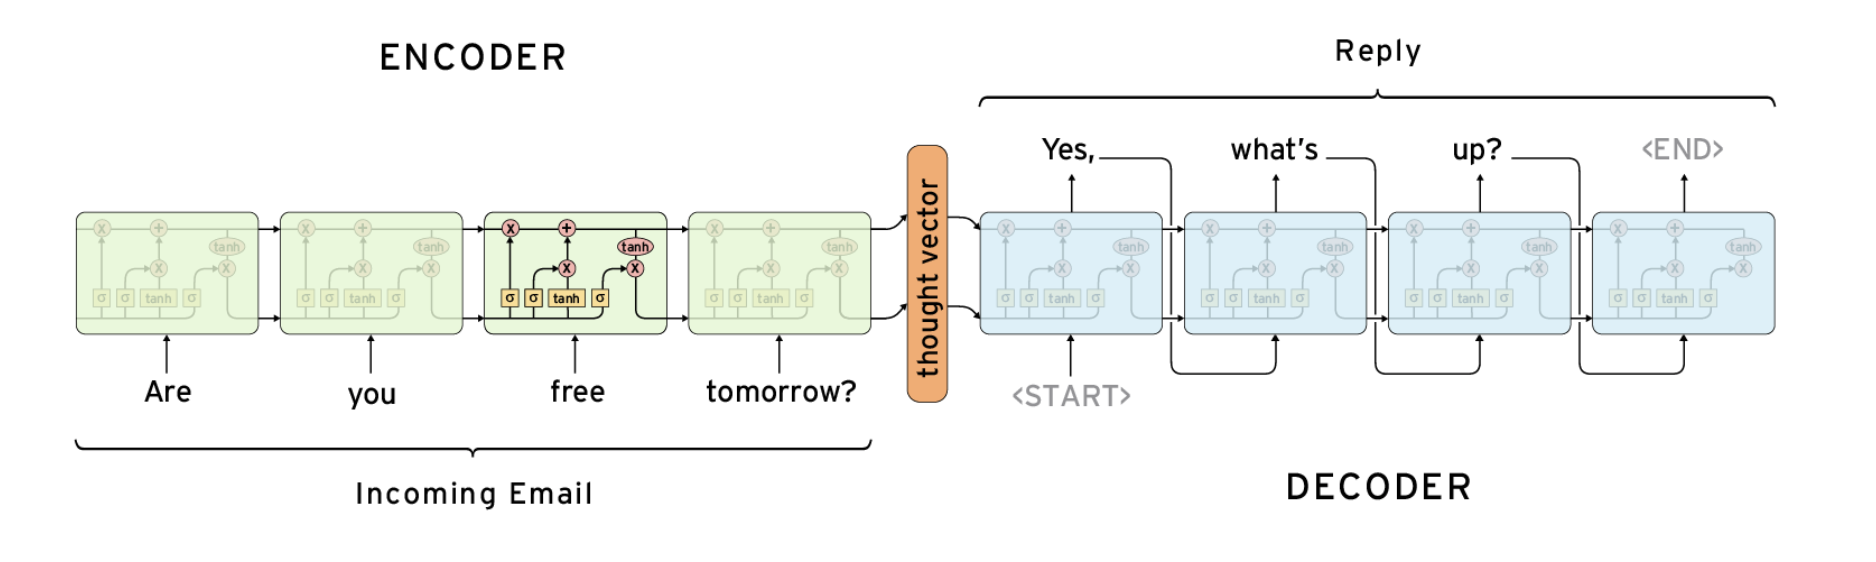 ENCODER
Reply
Yes, what's up? <END>
x + tanh x σ σ tanh σ
x + tanh x σ σ tanh σ
x + tanh x σ σ tanh σ
x + tanh x σ σ tanh σ
thought vector
x + tanh x x σ σ tanh σ
x + tanh x x σ σ tanh σ
x + tanh x x σ σ tanh σ
x + tanh x x σ σ tanh σ
Are you free tomorrow?
<START>
Incoming Email
DECODER